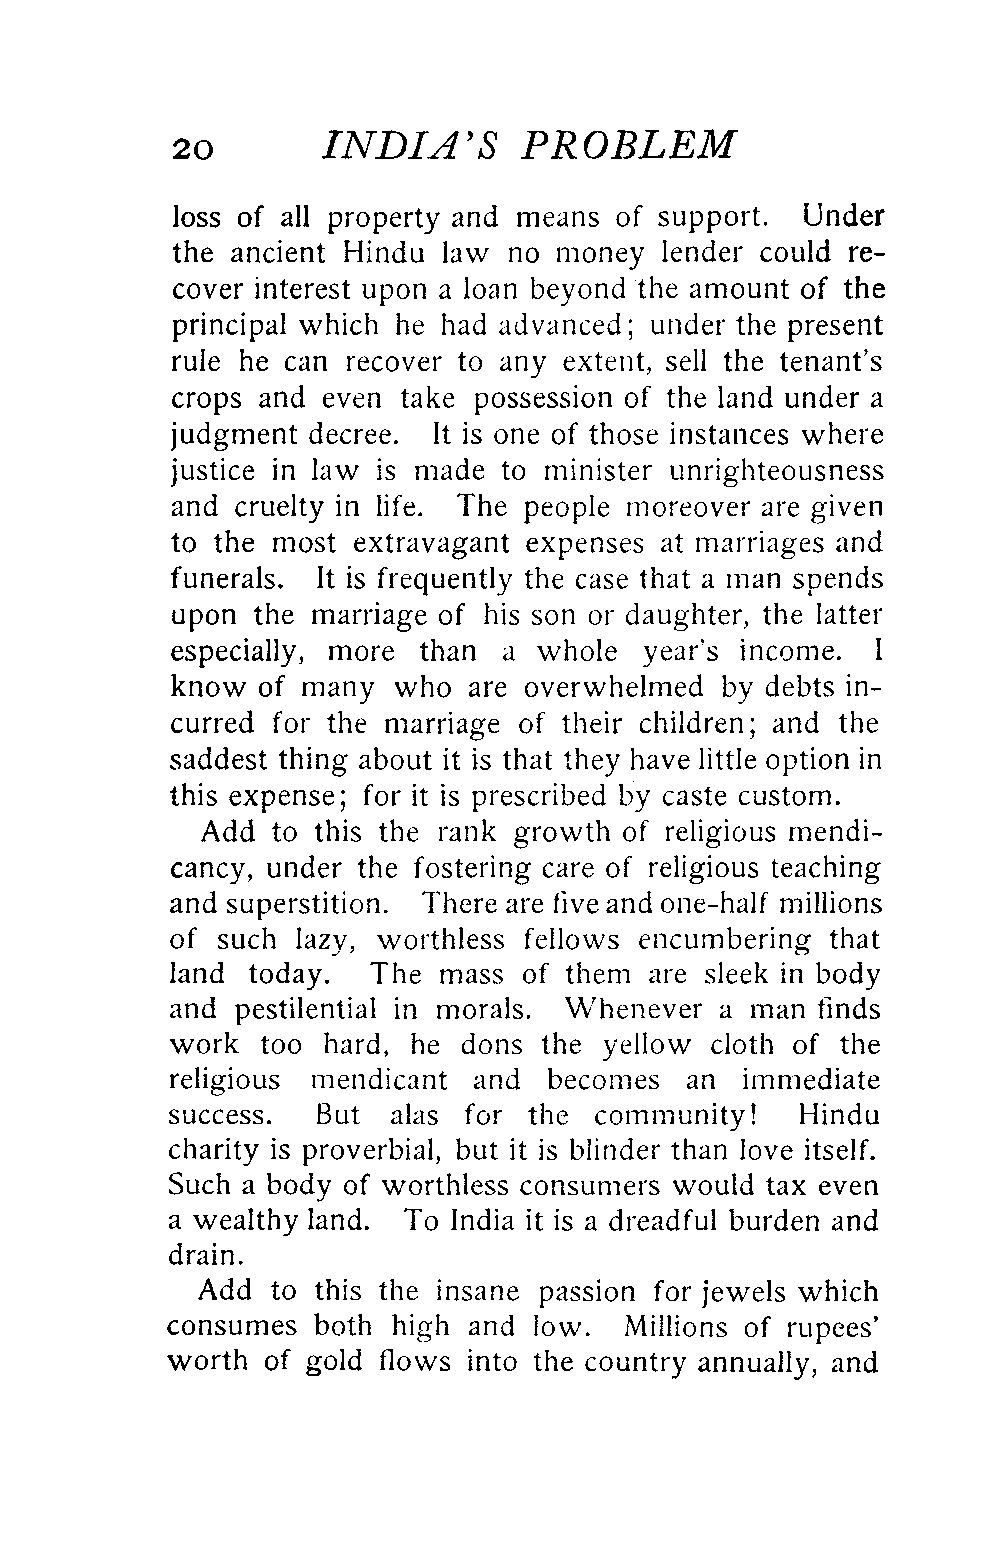 20 INDIA'S PROBLEM
loss of all property and means of support. Under
the ancient Hindu law no money lender could re-
cover interest upon a loan beyond the amount of the
principal which he had advanced; under the present
rule he can recover to any extent, sell the tenant's
crops and even take possession of the land under a
judgment decree. It is one of those instances where
justice in law is made to minister unrighteousness
and cruelty in life. The people moreover are given
to the most extravagant expenses at marriages and
funerals. It is frequently the case that a man spends
upon the marriage of his son or daughter, the latter
especially, more than a whole year's income. I
know of many who are overwhelmed by debts in-
curred for the marriage of their children; and the
saddest thing about it is that they have little option in
this expense; for it is prescribed by caste custom.
Add to this the rank growth of religious mendi-
cancy, under the fostering care of religious teaching
and superstition. There are five and one-half millions
of such lazy, worthless fellows encumbering that
land today. The mass of them are sleek in body
and pestilential in morals. Whenever a man finds
work too hard, he dons the yellow cloth of the
religious mendicant and becomes an immediate
success. But alas for the community! Hindu
charity is proverbial, but it is blinder than love itself.
Such a body of worthless consumers would tax even
a wealthy land. To India it is a dreadful burden and
drain.
Add to this the insane passion for jewels which
consumes both high and low. Millions of rupees'
worth of gold flows into the country annually, and